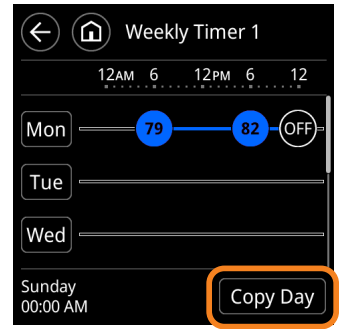 Weekly Timer 1
12AM 6 12PM 6 12
Mon 79 82 OFF
Tue
Wed
Sunday
00:00 AM
Copy Day